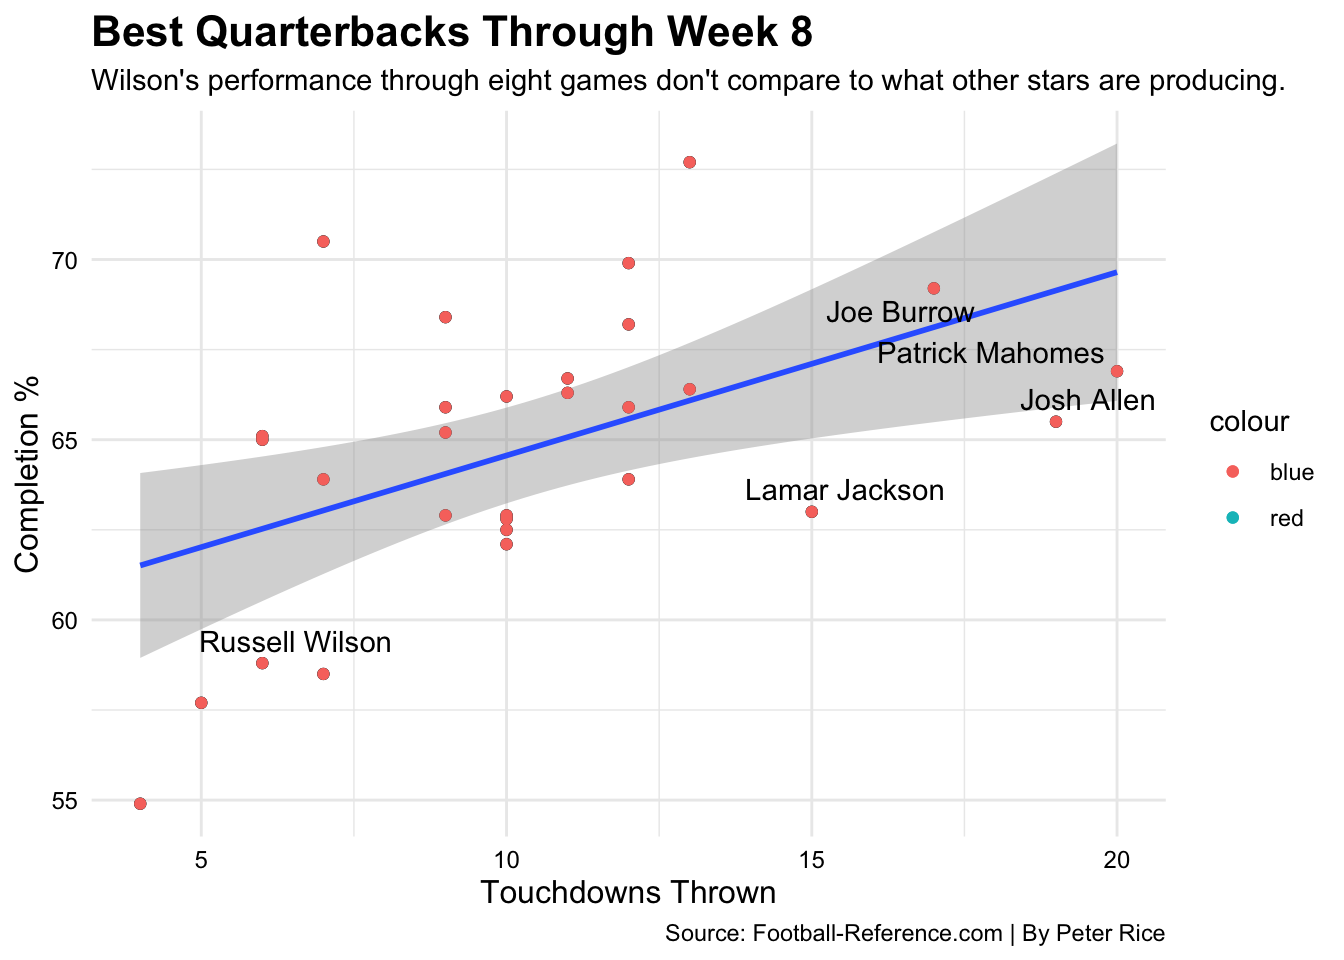 Best Quarterbacks Through Week 8
Wilson's performance through eight games don't compare to what other stars are producing.
Completion %
70
65
60
55
Joe Burrow
Patrick Mahomes
Josh Allen
Lamar Jackson
Russell Wilson
colour
blue
red
5
10
15
20
Touchdowns Thrown
Source: Football-Reference.com | By Peter Rice